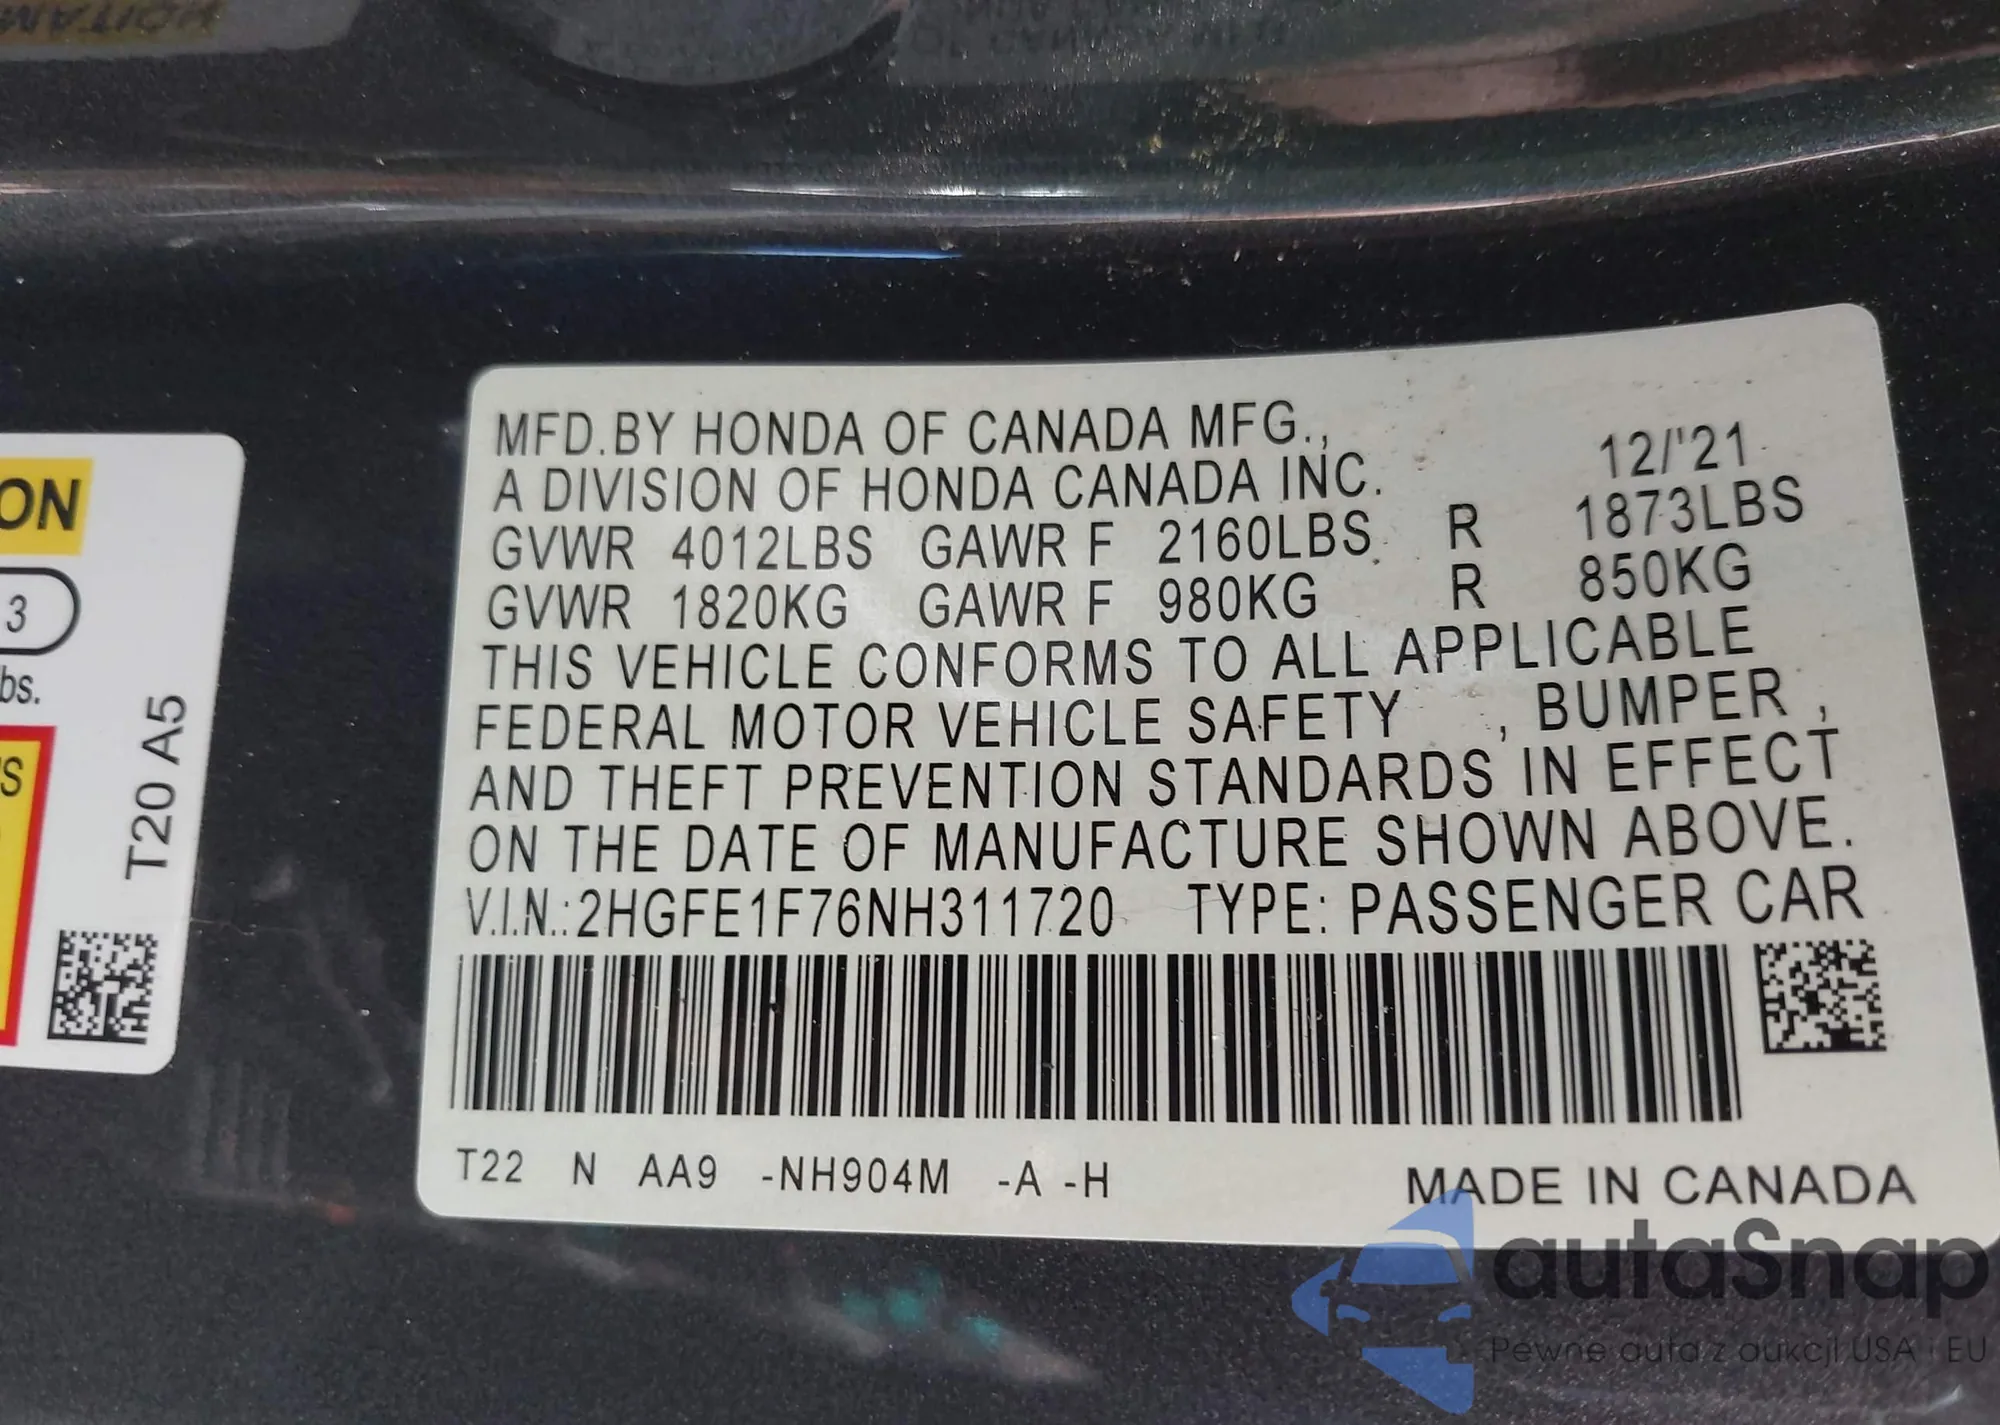 ON
3
bs.
'S
T20 A5
MFD.BY HONDA OF CANADA MFG.,
A DIVISION OF HONDA CANADA INC. 12/'21
GVWR 4012LBS GAWR F 2160LBS R 1873LBS
GVWR 1820KG GAWR F 980KG R 850KG
THIS VEHICLE CONFORMS TO ALL APPLICABLE
FEDERAL MOTOR VEHICLE SAFETY , BUMPER ,
AND THEFT PREVENTION STANDARDS IN EFFECT
ON THE DATE OF MANUFACTURE SHOWN ABOVE.
V.I.N.:2HGFE1F76NH311720 TYPE: PASSENGER CAR
T22 N AA9 -NH904M -A -H MADE IN CANADA
autaSnap
Pewne auta z aukcji USA i EU